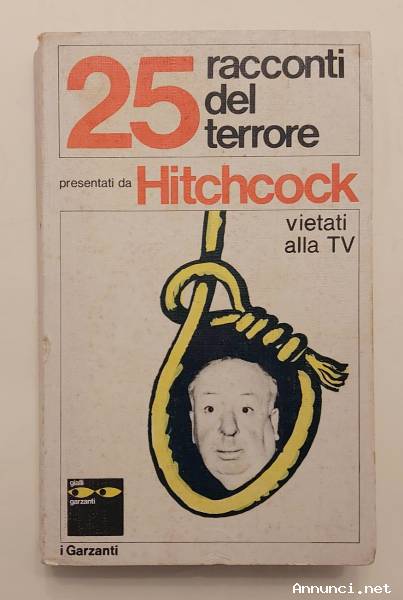 25 racconti
del
terrore
presentati da Hitchcock
vietati
alla TV
gialli
garzanti
i Garzanti
Annunci.net